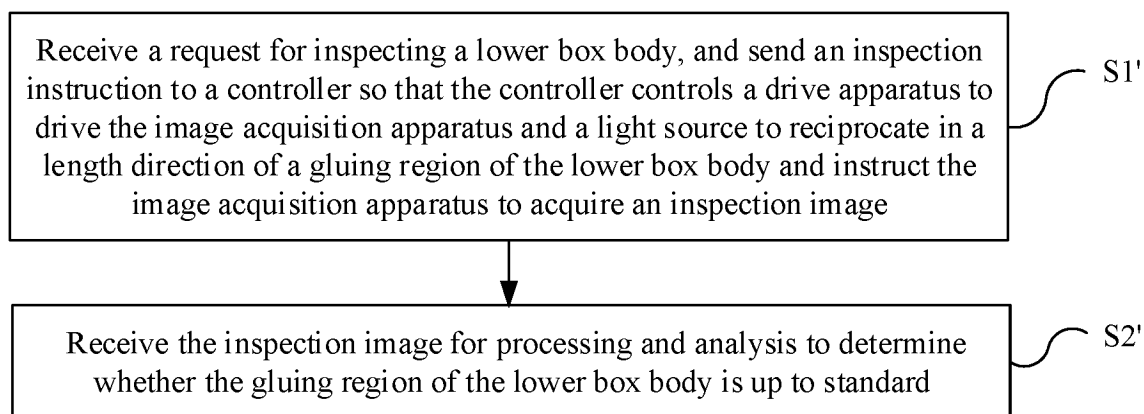 Receive a request for inspecting a lower box body, and send an inspection
instruction to a controller so that the controller controls a drive apparatus to
drive the image acquisition apparatus and a light source to reciprocate in a
length direction of a gluing region of the lower box body and instruct the
image acquisition apparatus to acquire an inspection image
S1'
Receive the inspection image for processing and analysis to determine
whether the gluing region of the lower box body is up to standard
S2'